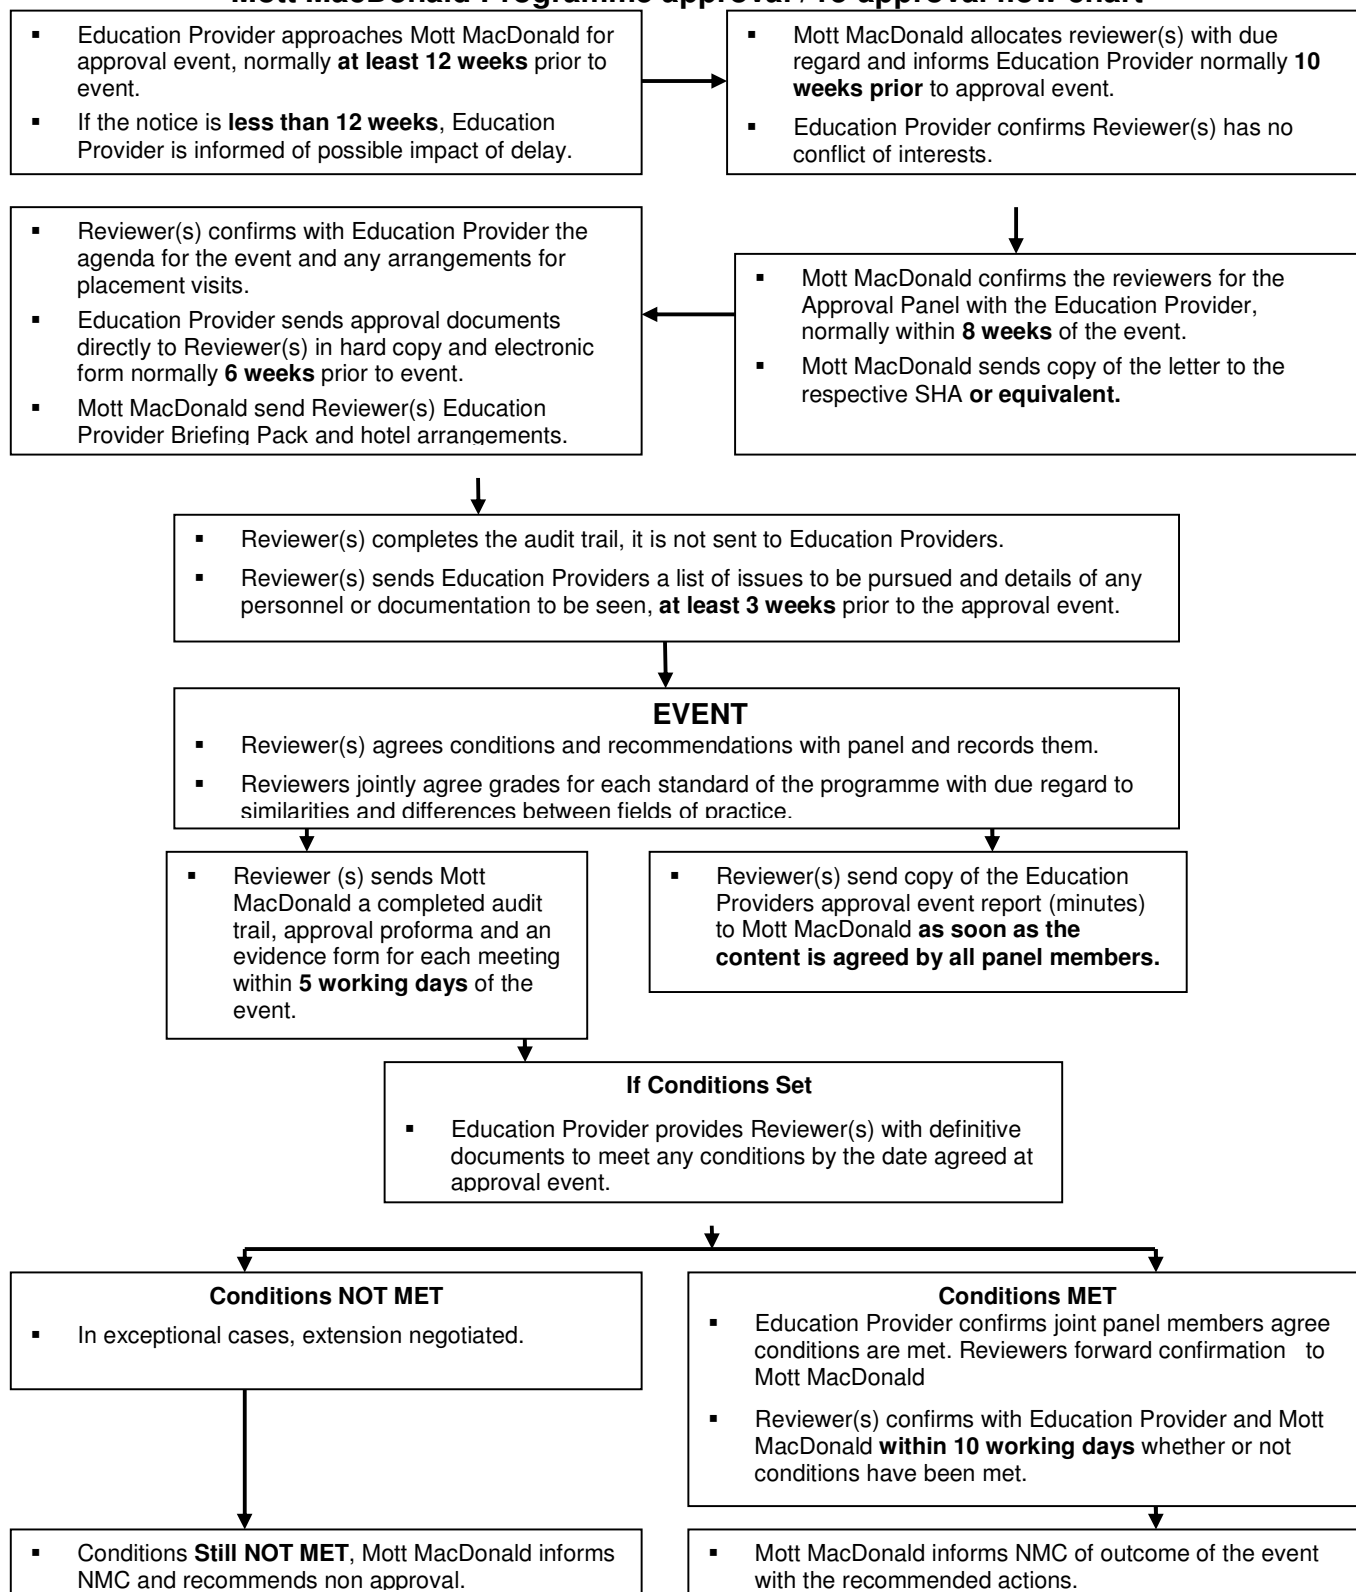 Mott MacDonald Programme approval / re-approval flow chart
▪ Education Provider approaches Mott MacDonald for
approval event, normally at least 12 weeks prior to
event.
▪ If the notice is less than 12 weeks, Education
Provider is informed of possible impact of delay.
▪ Mott MacDonald allocates reviewer(s) with due
regard and informs Education Provider normally 10
weeks prior to approval event.
▪ Education Provider confirms Reviewer(s) has no
conflict of interests.
▪ Mott MacDonald confirms the reviewers for the
Approval Panel with the Education Provider,
normally within 8 weeks of the event.
▪ Mott MacDonald sends copy of the letter to the
respective SHA or equivalent.
▪ Reviewer(s) confirms with Education Provider the
agenda for the event and any arrangements for
placement visits.
▪ Education Provider sends approval documents
directly to Reviewer(s) in hard copy and electronic
form normally 6 weeks prior to event.
▪ Mott MacDonald send Reviewer(s) Education
Provider Briefing Pack and hotel arrangements.
▪ Reviewer(s) completes the audit trail, it is not sent to Education Providers.
▪ Reviewer(s) sends Education Providers a list of issues to be pursued and details of any
personnel or documentation to be seen, at least 3 weeks prior to the approval event.
EVENT
▪ Reviewer(s) agrees conditions and recommendations with panel and records them.
▪ Reviewers jointly agree grades for each standard of the programme with due regard to
similarities and differences between fields of practice.
▪ Reviewer (s) sends Mott
MacDonald a completed audit
trail, approval proforma and an
evidence form for each meeting
within 5 working days of the
event.
▪ Reviewer(s) send copy of the Education
Providers approval event report (minutes)
to Mott MacDonald as soon as the
content is agreed by all panel members.
If Conditions Set
▪ Education Provider provides Reviewer(s) with definitive
documents to meet any conditions by the date agreed at
approval event.
Conditions NOT MET
▪ In exceptional cases, extension negotiated.
Conditions MET
▪ Education Provider confirms joint panel members agree
conditions are met. Reviewers forward confirmation to
Mott MacDonald
▪ Reviewer(s) confirms with Education Provider and Mott
MacDonald within 10 working days whether or not
conditions have been met.
▪ Conditions Still NOT MET, Mott MacDonald informs
NMC and recommends non approval.
▪ Mott MacDonald informs NMC of outcome of the event
with the recommended actions.